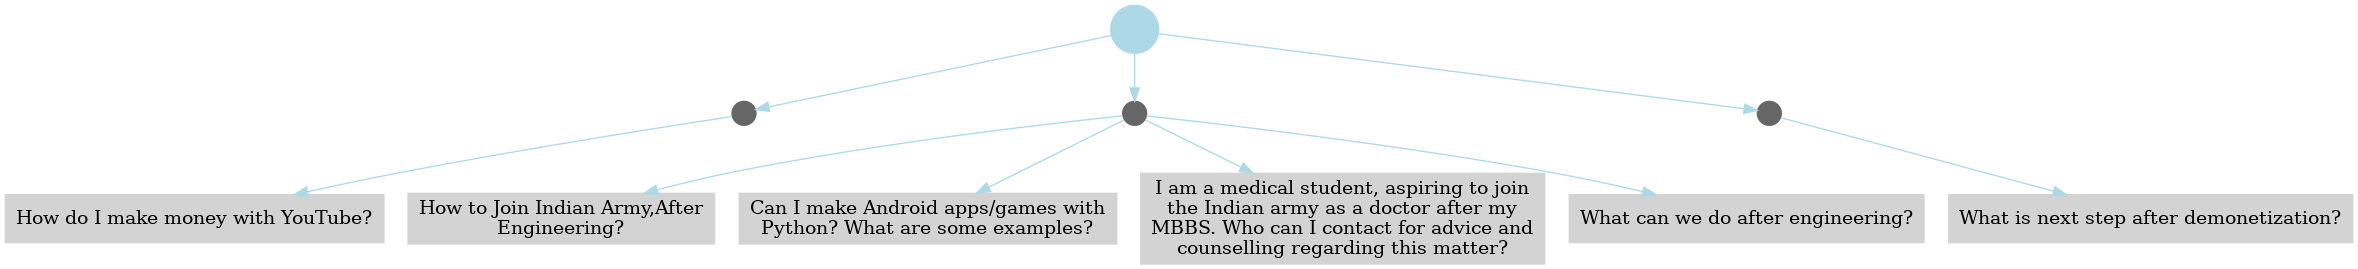 How do I make money with YouTube?
How to Join Indian Army,After
Engineering?
Can I make Android apps/games with
Python? What are some examples?
I am a medical student, aspiring to join
the Indian army as a doctor after my
MBBS. Who can I contact for advice and
counselling regarding this matter?
What can we do after engineering?
What is next step after demonetization?